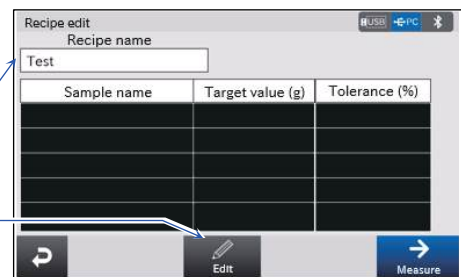 Recipe edit
USB PC
Recipe name
Test
Sample name Target value (g) Tolerance (%)
Edit
Measure